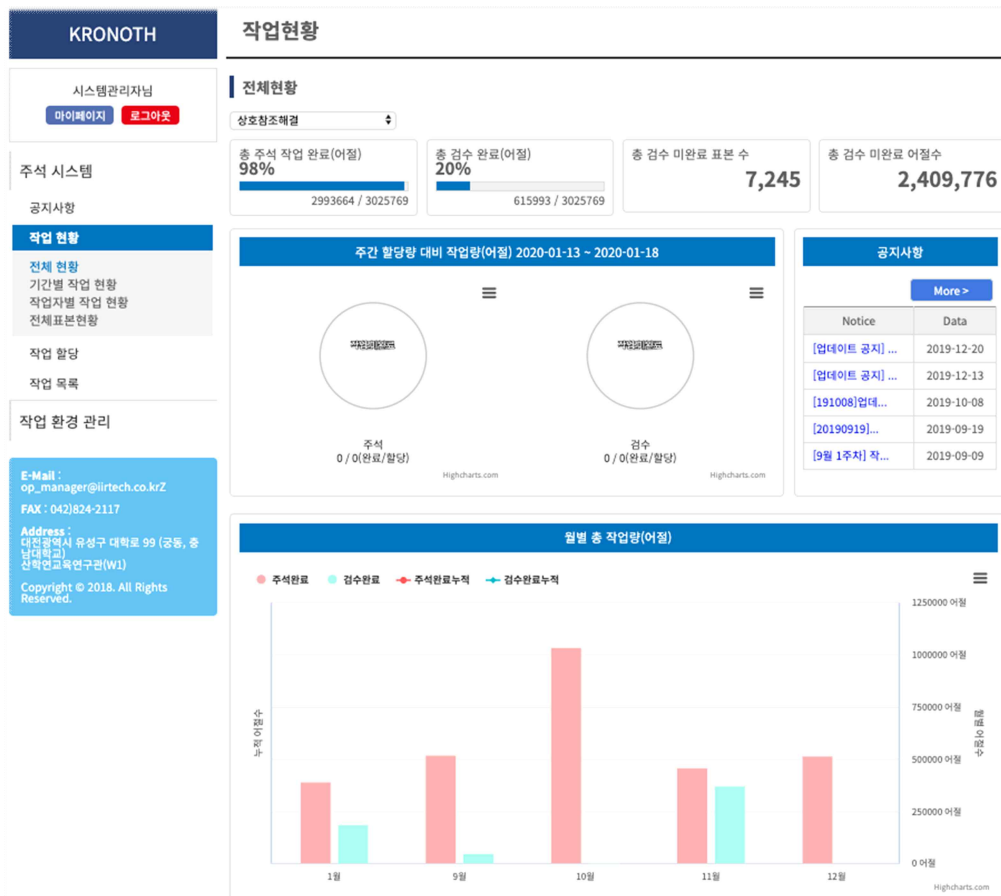 KRONOTH
시스템관리자님
마이페이지 로그아웃
주석 시스템
공지사항
작업 현황
전체 현황
기간별 작업 현황
작업자별 작업 현황
전체표본현황
작업 할당
작업 목록
작업 환경 관리
E-Mail :
op_manager@iirtech.co.krZ
FAX : 042)824-2117
Address :
대전광역시 유성구 대학로 99 (궁동, 충
남대학교)
산학연교육연구관(W1)
Copyright © 2018. All Rights
Reserved.
작업현황
전체현황
상호참조해결
총 주석 작업 완료(어절)
98%
2993664 / 3025769
총 검수 완료(어절)
20%
615993 / 3025769
총 검수 미완료 표본 수
7,245
총 검수 미완료 어절수
2,409,776
주간 할당량 대비 작업량(어절) 2020-01-13 ~ 2020-01-18
주석
0 / 0(완료/할당)
Highcharts.com
검수
0 / 0(완료/할당)
Highcharts.com
공지사항
More >
Notice Data
[업데이트 공지] ... 2019-12-20
[업데이트 공지] ... 2019-12-13
[191008]업데... 2019-10-08
[20190919]... 2019-09-19
[9월 1주차] 작... 2019-09-09
월별 총 작업량(어절)
주석완료 검수완료 주석완료누적 검수완료누적
누적 어절수
1250000 어절
1000000 어절
750000 어절
500000 어절
250000 어절
0 어절
월별 어절수
1월 9월 10월 11월 12월
Highcharts.com